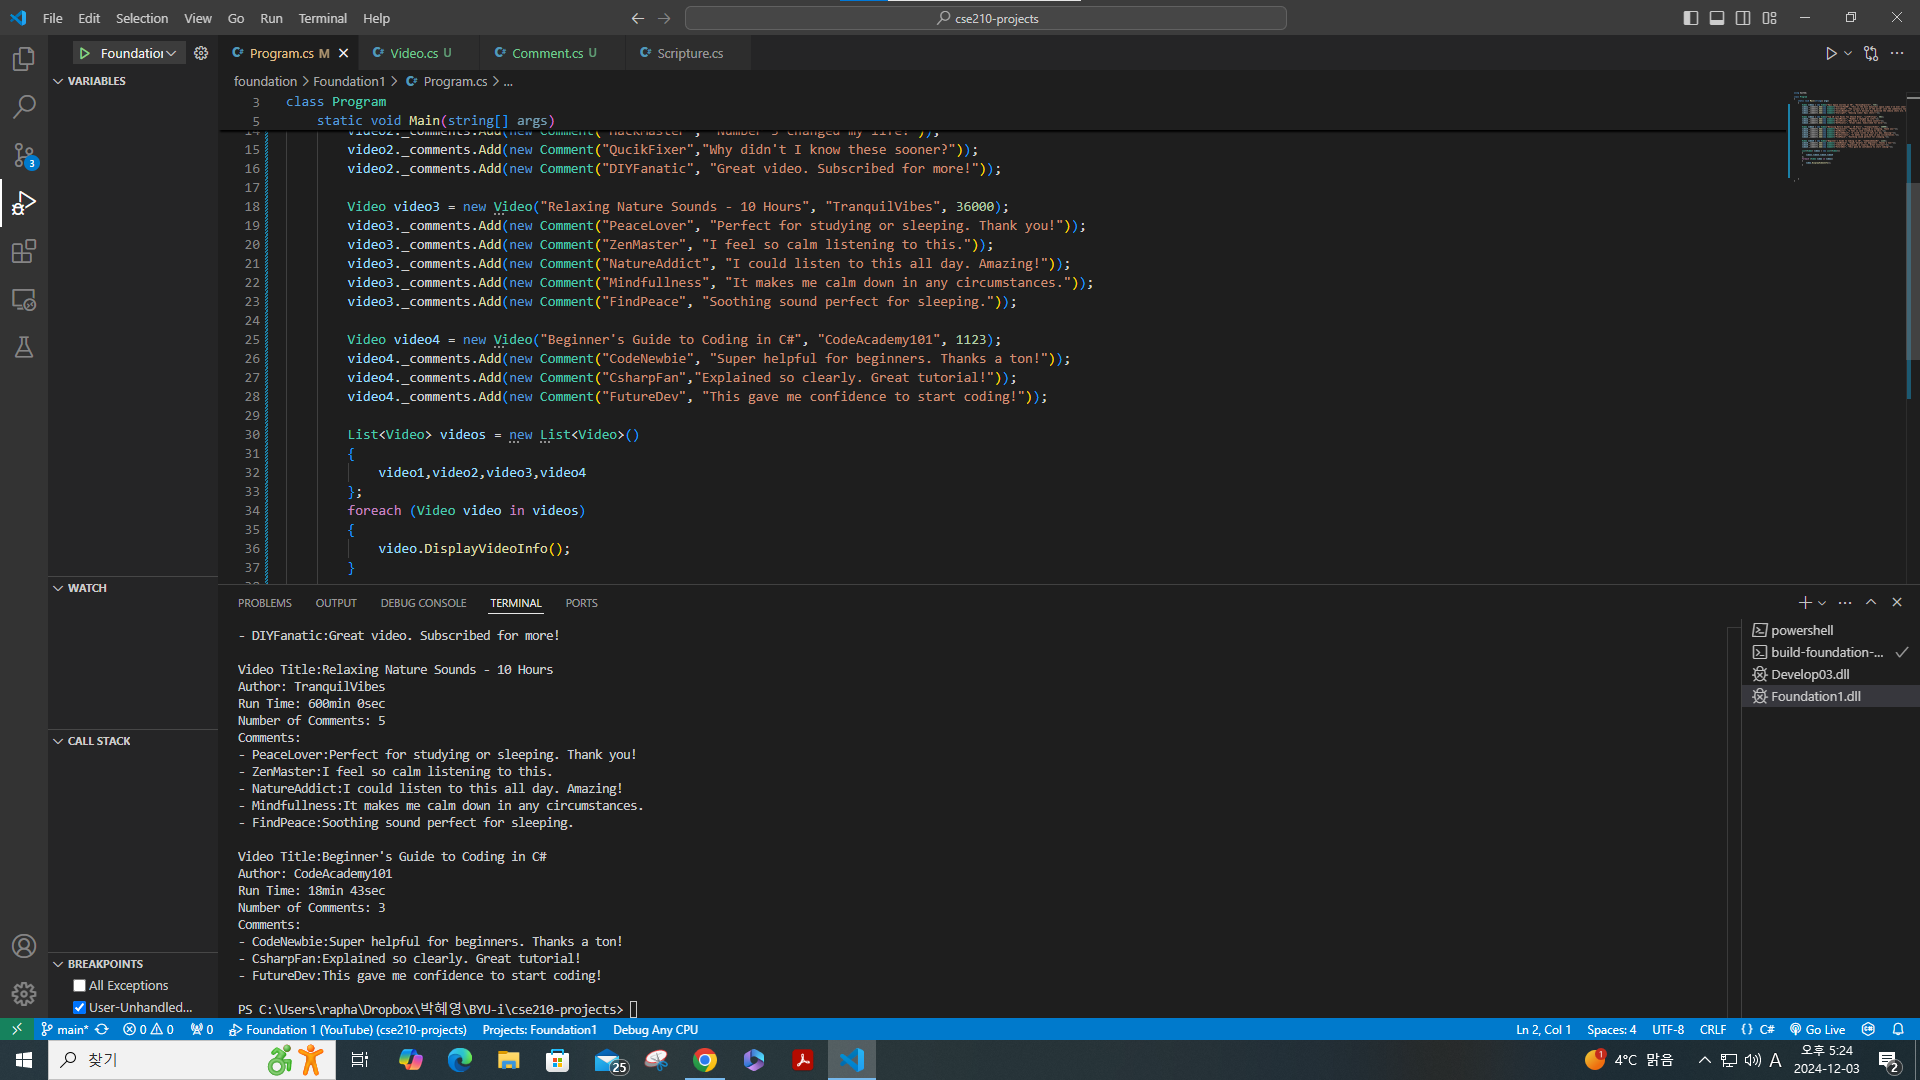 File Edit Selection View Go Run Terminal Help
cse210-projects
Foundation
Program.cs M
Video.cs U
Comment.cs U
Scripture.cs
VARIABLES
foundation > Foundation1 > Program.cs > ...
3 class Program
5 static void Main(string[] args)
14 video2._comments.Add(new Comment("HackMaster", "Number 5 changed my life!"));
15 video2._comments.Add(new Comment("QucikFixer","Why didn't I know these sooner?"));
16 video2._comments.Add(new Comment("DIYFanatic", "Great video. Subscribed for more!"));
17
18 Video video3 = new Video("Relaxing Nature Sounds - 10 Hours", "TranquilVibes", 36000);
19 video3._comments.Add(new Comment("PeaceLover", "Perfect for studying or sleeping. Thank you!"));
20 video3._comments.Add(new Comment("ZenMaster", "I feel so calm listening to this."));
21 video3._comments.Add(new Comment("NatureAddict", "I could listen to this all day. Amazing!"));
22 video3._comments.Add(new Comment("Mindfullness", "It makes me calm down in any circumstances."));
23 video3._comments.Add(new Comment("FindPeace", "Soothing sound perfect for sleeping."));
24
25 Video video4 = new Video("Beginner's Guide to Coding in C#", "CodeAcademy101", 1123);
26 video4._comments.Add(new Comment("CodeNewbie", "Super helpful for beginners. Thanks a ton!"));
27 video4._comments.Add(new Comment("CsharpFan","Explained so clearly. Great tutorial!"));
28 video4._comments.Add(new Comment("FutureDev", "This gave me confidence to start coding!"));
29
30 List<Video> videos = new List<Video>()
31 {
32 video1,video2,video3,video4
33 };
34 foreach (Video video in videos)
35 {
36 video.DisplayVideoInfo();
37 }
WATCH
CALL STACK
BREAKPOINTS
All Exceptions
User-Unhandled...
PROBLEMS OUTPUT DEBUG CONSOLE TERMINAL PORTS
- DIYFanatic:Great video. Subscribed for more!
Video Title:Relaxing Nature Sounds - 10 Hours
Author: TranquilVibes
Run Time: 600min 0sec
Number of Comments: 5
Comments:
- PeaceLover:Perfect for studying or sleeping. Thank you!
- ZenMaster:I feel so calm listening to this.
- NatureAddict:I could listen to this all day. Amazing!
- Mindfullness:It makes me calm down in any circumstances.
- FindPeace:Soothing sound perfect for sleeping.
Video Title:Beginner's Guide to Coding in C#
Author: CodeAcademy101
Run Time: 18min 43sec
Number of Comments: 3
Comments:
- CodeNewbie:Super helpful for beginners. Thanks a ton!
- CsharpFan:Explained so clearly. Great tutorial!
- FutureDev:This gave me confidence to start coding!
PS C:\Users\rapha\Dropbox\박혜영\BYU-i\cse210-projects>
powershell
build-foundation-...
Develop03.dll
Foundation1.dll
3
main* 0 0 0 Foundation 1 (YouTube) (cse210-projects) Projects: Foundation1 Debug Any CPU
Ln 2, Col 1 Spaces: 4 UTF-8 CRLF {} C# Go Live
찾기
25
1
4°C 맑음
A
오후 5:24
2024-12-03
2